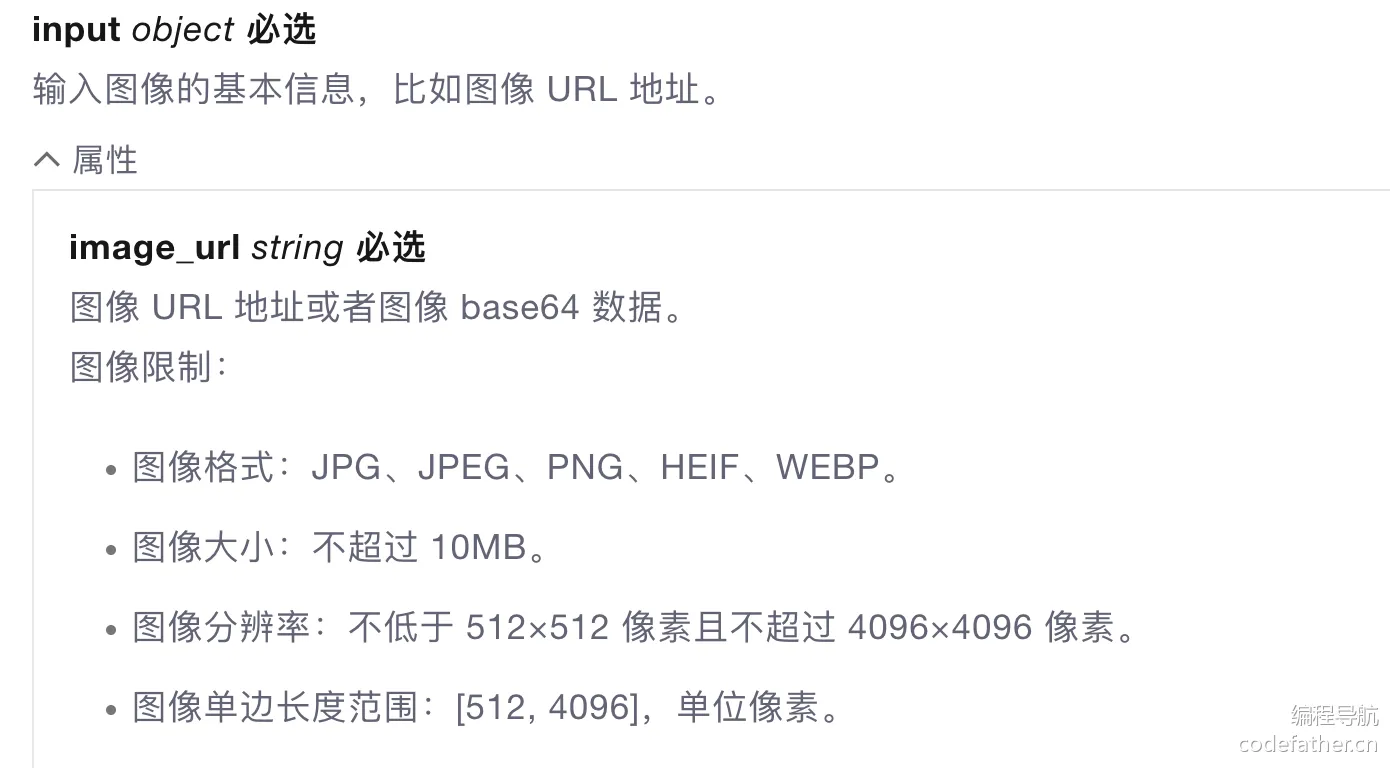 input object 必选
输入图像的基本信息，比如图像 URL 地址。
属性
image_url string 必选
图像 URL 地址或者图像 base64 数据。
图像限制：
• 图像格式：JPG、JPEG、PNG、HEIF、WEBP。
• 图像大小：不超过 10MB。
• 图像分辨率：不低于 512×512 像素且不超过 4096×4096 像素。
• 图像单边长度范围：[512, 4096]，单位像素。
编程导航
codefather.cn